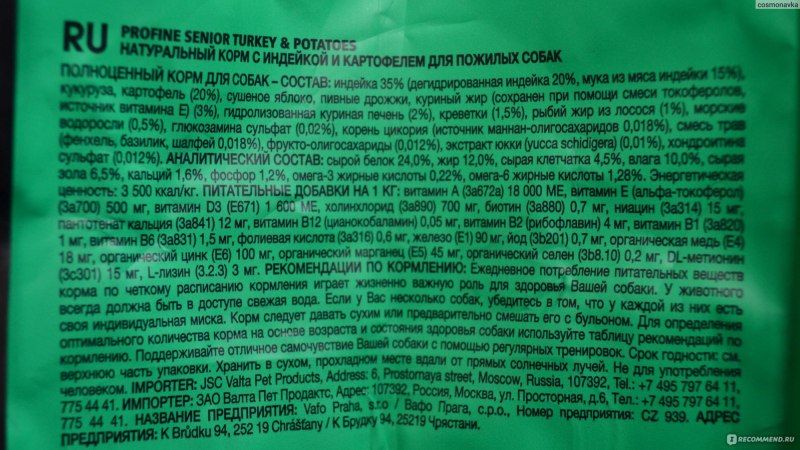 cosmonavka
RU PROFINE SENIOR TURKEY & POTATOES
НАТУРАЛЬНЫЙ КОРМ С ИНДЕЙКОЙ И КАРТОФЕЛЕМ ДЛЯ ПОЖИЛЫХ СОБАК
ПОЛНОЦЕННЫЙ КОРМ ДЛЯ СОБАК – СОСТАВ: индейка 35% (дегидрированная индейка 20%, мука из мяса индейки 15%),
кукуруза, картофель (20%), сушеное яблоко, пивные дрожжи, куриный жир (сохранен при помощи смеси токоферолов,
источник витамина Е) (3%), гидролизованная куриная печень (2%), креветки (1,5%), рыбий жир из лосося (1%), морские
водоросли (0,5%), глюкозамина сульфат (0,02%), корень цикория (источник маннан-олигосахаридов 0,018%), смесь трав
(фенхель, базилик, шалфей 0,018%), фрукто-олигосахариды (0,012%), экстракт юкки (yucca schidigera) (0,01%), хондроитина
сульфат (0,012%). АНАЛИТИЧЕСКИЙ СОСТАВ: сырой белок 24,0%, жир 12,0%, сырая клетчатка 4,5%, влага 10,0%, сырая
зола 6,5%, кальций 1,6%, фосфор 1,2%, омега-3 жирные кислоты 0,22%, омега-6 жирные кислоты 1,28%. Энергетическая
ценность: 3 500 ккал/кг. ПИТАТЕЛЬНЫЕ ДОБАВКИ НА 1 КГ: витамин А (3а672а) 18 000 МЕ, витамин Е (альфа-токоферол)
(3а700) 500 мг, витамин D3 (Е671) 1 600 МЕ, холинхлорид (3а890) 700 мг, биотин (3а880) 0,7 мг, ниацин (3а314) 15 мг,
пантотенат кальция (3а841) 12 мг, витамин В12 (цианокобаламин) 0,05 мг, витамин В2 (рибофлавин) 4 мг, витамин В1 (3а820)
1 мг, витамин В6 (3а831) 1,5 мг, фолиевая кислота (3а316) 0,6 мг, железо (Е1) 90 мг, йод (3b201) 0,7 мг, органическая медь (Е4)
18 мг, органический цинк (Е6) 100 мг, органический марганец (Е5) 45 мг, органический селен (3b8.10) 0,2 мг, DL-метионин
(3с301) 15 мг, L-лизин (3.2.3) 3 мг. РЕКОМЕНДАЦИИ ПО КОРМЛЕНИЮ: Ежедневное потребление питательных веществ
корма по четкому расписанию кормления играет жизненно важную роль для здоровья Вашей собаки. У животного
всегда должна быть в доступе свежая вода. Если у Вас несколько собак, убедитесь в том, что у каждой из них есть
своя индивидуальная миска. Корм следует давать сухим или предварительно смешать его с бульоном. Для определения
оптимального количества корма на основе возраста и состояния здоровья собаки используйте таблицу рекомендаций по
кормлению. Поддерживайте отличное самочувствие Вашей собаки с помощью регулярных тренировок. Срок годности: см.
верхнюю часть упаковки. Хранить в сухом, прохладном месте вдали от прямых солнечных лучей. Не для употребления
человеком. IMPORTER: JSC Valta Pet Products, Address: 6, Prostornaya street, Moscow, Russia, 107392, Tel.: +7 495 797 64 11,
775 44 41. ИМПОРТЕР: ЗАО Валта Пет Продактс, Адрес: 107392, Россия, Москва, ул. Просторная, д.6, Тел.: +7 495 797 64 11,
775 44 41. НАЗВАНИЕ ПРЕДПРИЯТИЯ: Vafo Praha, s.r.o / Вафо Прага, с.р.о., Номер предприятия: CZ 939. АДРЕС
ПРЕДПРИЯТИЯ: K Brůdku 94, 252 19 Chrášťany / К Брудку 94, 25219 Чрястани.
IRECOMMEND.RU